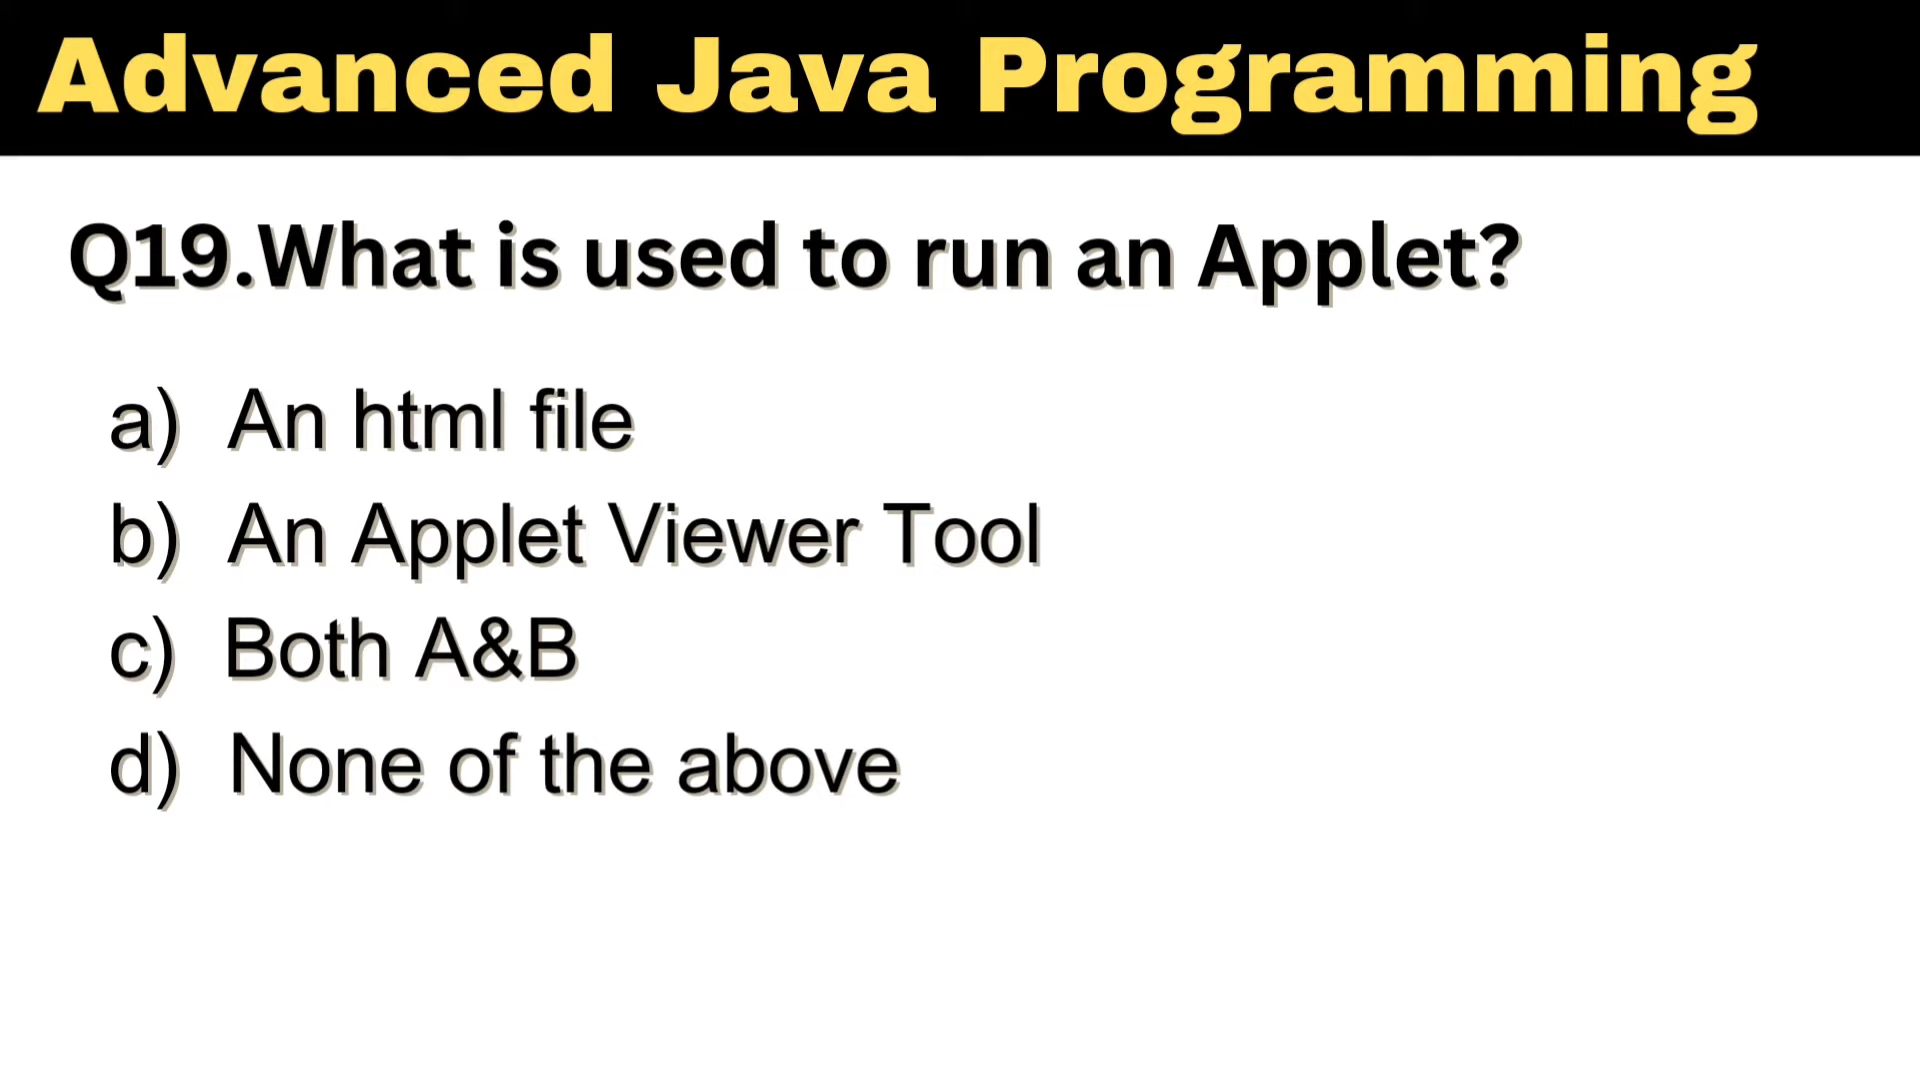 Advanced Java Programming
Q19.What is used to run an Applet?
a) An html file
b) An Applet Viewer Tool
c) Both A&B
d) None of the above